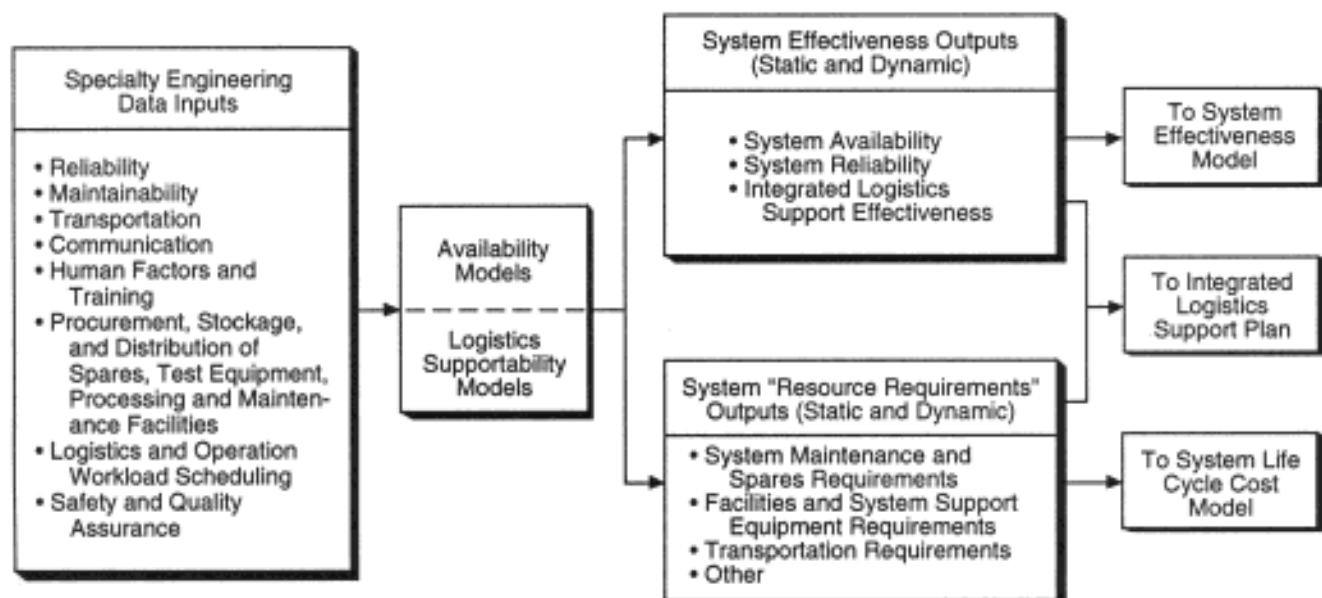 Specialty Engineering
Data Inputs
• Reliability
• Maintainability
• Transportation
• Communication
• Human Factors and
Training
• Procurement, Stockage,
and Distribution of
Spares, Test Equipment,
Processing and Mainten-
ance Facilities
• Logistics and Operation
Workload Scheduling
• Safety and Quality
Assurance
Availability
Models
Logistics
Supportability
Models
System Effectiveness Outputs
(Static and Dynamic)
• System Availability
• System Reliability
• Integrated Logistics
Support Effectiveness
System "Resource Requirements"
Outputs (Static and Dynamic)
• System Maintenance and
Spares Requirements
• Facilities and System Support
Equipment Requirements
• Transportation Requirements
• Other
To System
Effectiveness
Model
To Integrated
Logistics
Support Plan
To System Life
Cycle Cost
Model